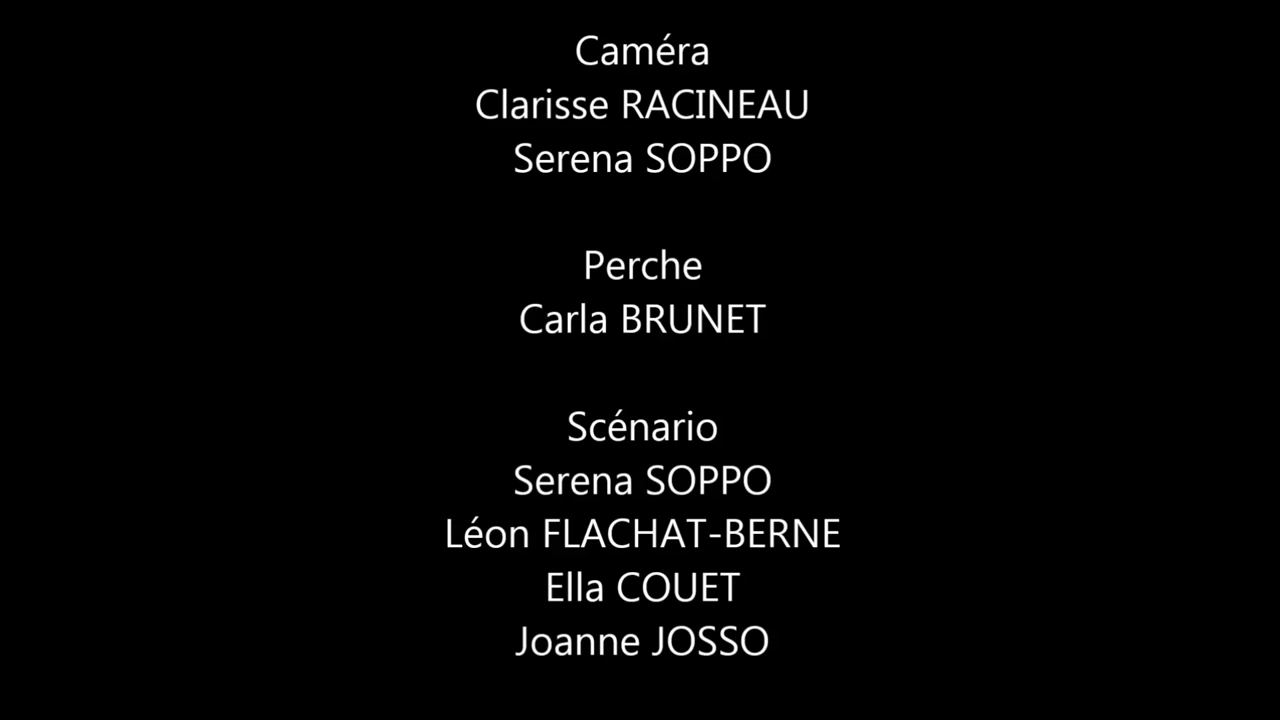 Caméra
Clarisse RACINEAU
Serena SOPPO
Perche
Carla BRUNET
Scénario
Serena SOPPO
Léon FLACHAT-BERNE
Ella COUET
Joanne JOSSO